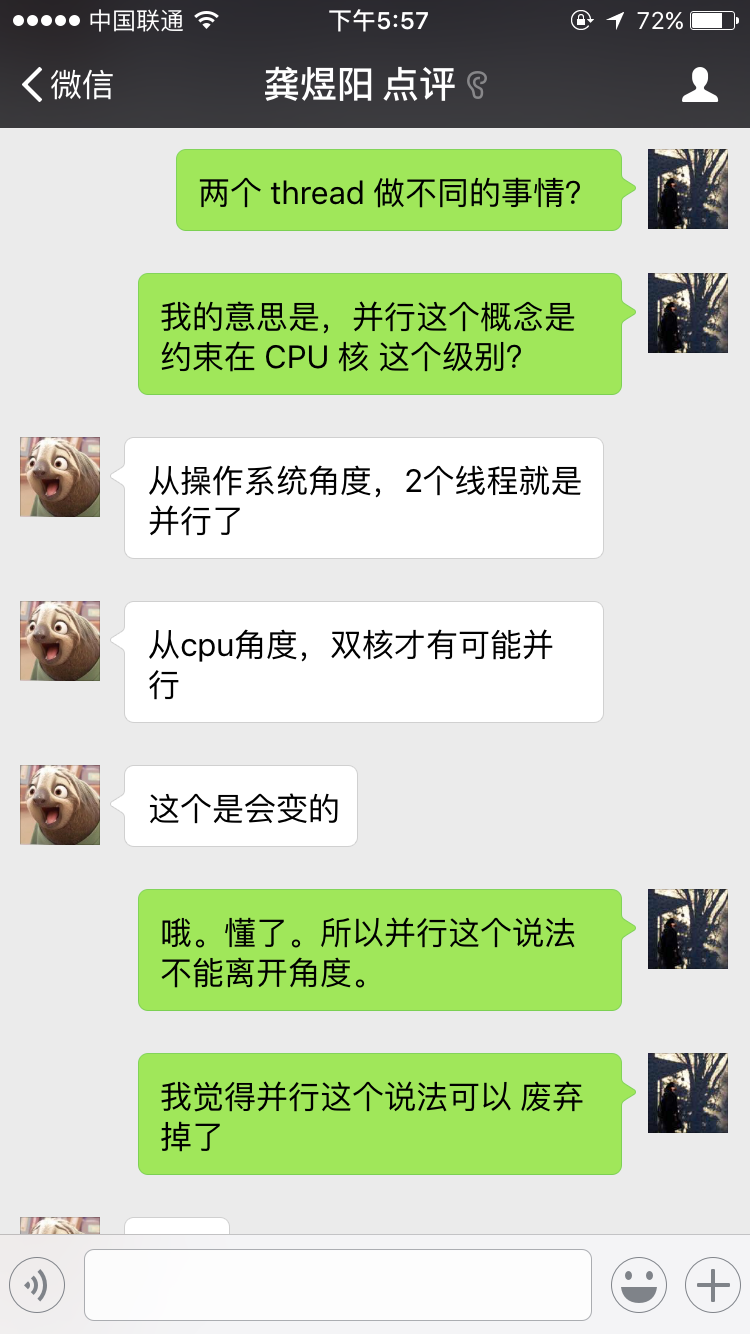 中国联通 下午5:57 72%
微信 龚煜阳 点评
两个 thread 做不同的事情?
我的意思是，并行这个概念是
约束在 CPU 核 这个级别?
从操作系统角度，2个线程就是
并行了
从cpu角度，双核才有可能并
行
这个是会变的
哦。懂了。所以并行这个说法
不能离开角度。
我觉得并行这个说法可以 废弃
掉了